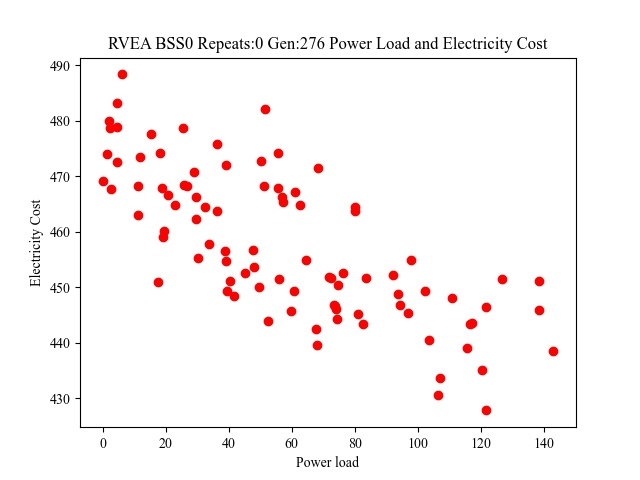 RVEA BSS0 Repeats:0 Gen:276 Power Load and Electricity Cost
490
480
470
460
450
440
430
Electricity Cost
0 20 40 60 80 100 120 140
Power load